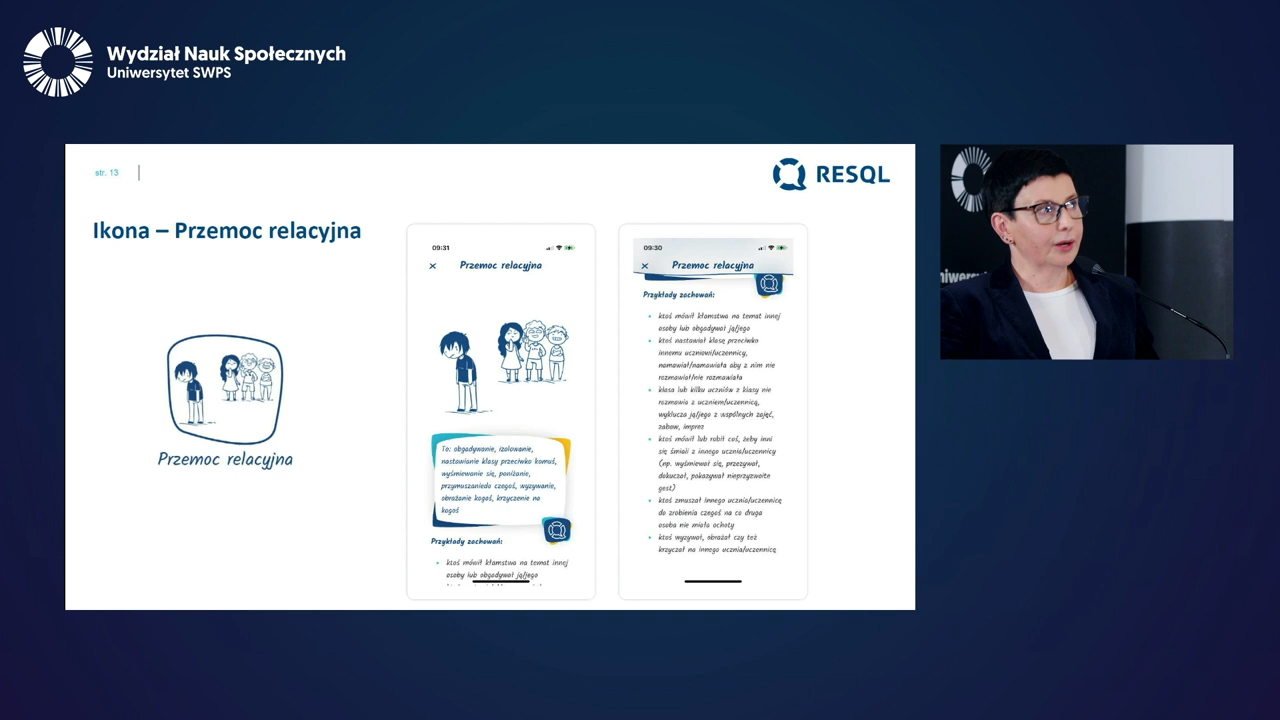 Wydział Nauk Społecznych
Uniwersytet SWPS
str. 13
RESQL
Ikona – Przemoc relacyjna
Przemoc relacyjna
09:31
× Przemoc relacyjna
To: obgadywanie, izolowanie,
nastawianie klasy przeciwko komuś,
wyśmiewanie się, poniżanie,
przymuszaniedo czegoś, wyzywanie,
obrażanie kogoś, krzyczenie na
kogoś
Przykłady zachowań:
• ktoś mówił kłamstwa na temat innej
osoby lub obgadywał ją/jego
09:30
× Przemoc relacyjna
Przykłady zachowań:
• ktoś mówił kłamstwa na temat innej
osoby lub obgadywał ją/jego
• ktoś nastawiał klasę przeciwko
innemu uczniowi/uczennicy,
namawiał/namawiała aby z nim nie
rozmawiał/nie rozmawiała
• klasa lub kilku uczniów z klasy nie
rozmawia z uczniem/uczennicą,
wyklucza ją/jego z wspólnych zajęć,
zabaw, imprez
• ktoś mówił lub robił coś, żeby inni
się śmiali z innego ucznia/uczennicy
(np. wyśmiewał się, przezywał,
dokuczał, pokazywał nieprzyzwoite
gest)
• ktoś zmuszał innego ucznia/uczennicę
do zrobienia czegoś na co druga
osoba nie miała ochoty
• ktoś wyzywał, obrażał czy też
krzyczał na innego ucznia/uczennicę